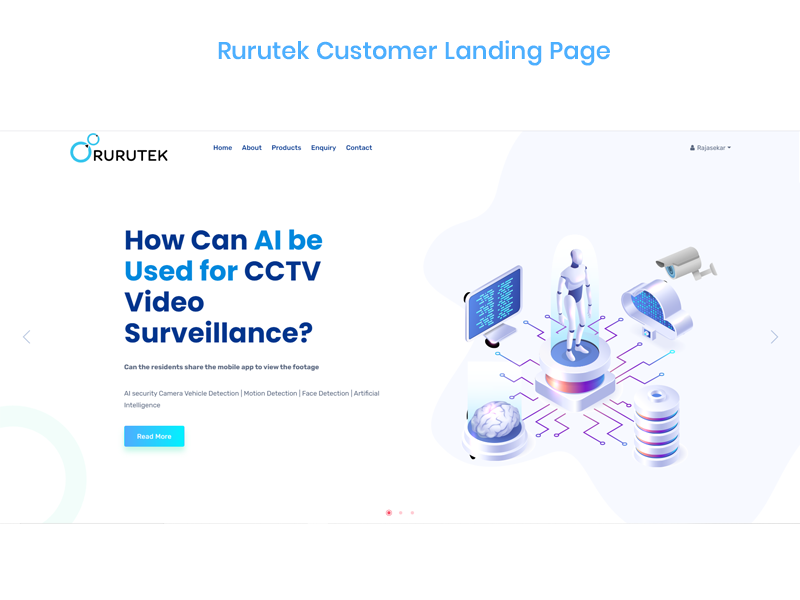 Rurutek Customer Landing Page
RURUTEK
Home About Products Enquiry Contact
Rajasekar
How Can AI be
Used for CCTV
Video
Surveillance?
Can the residents share the mobile app to view the footage
AI security Camera Vehicle Detection | Motion Detection | Face Detection | Artificial
Intelligence
Read More